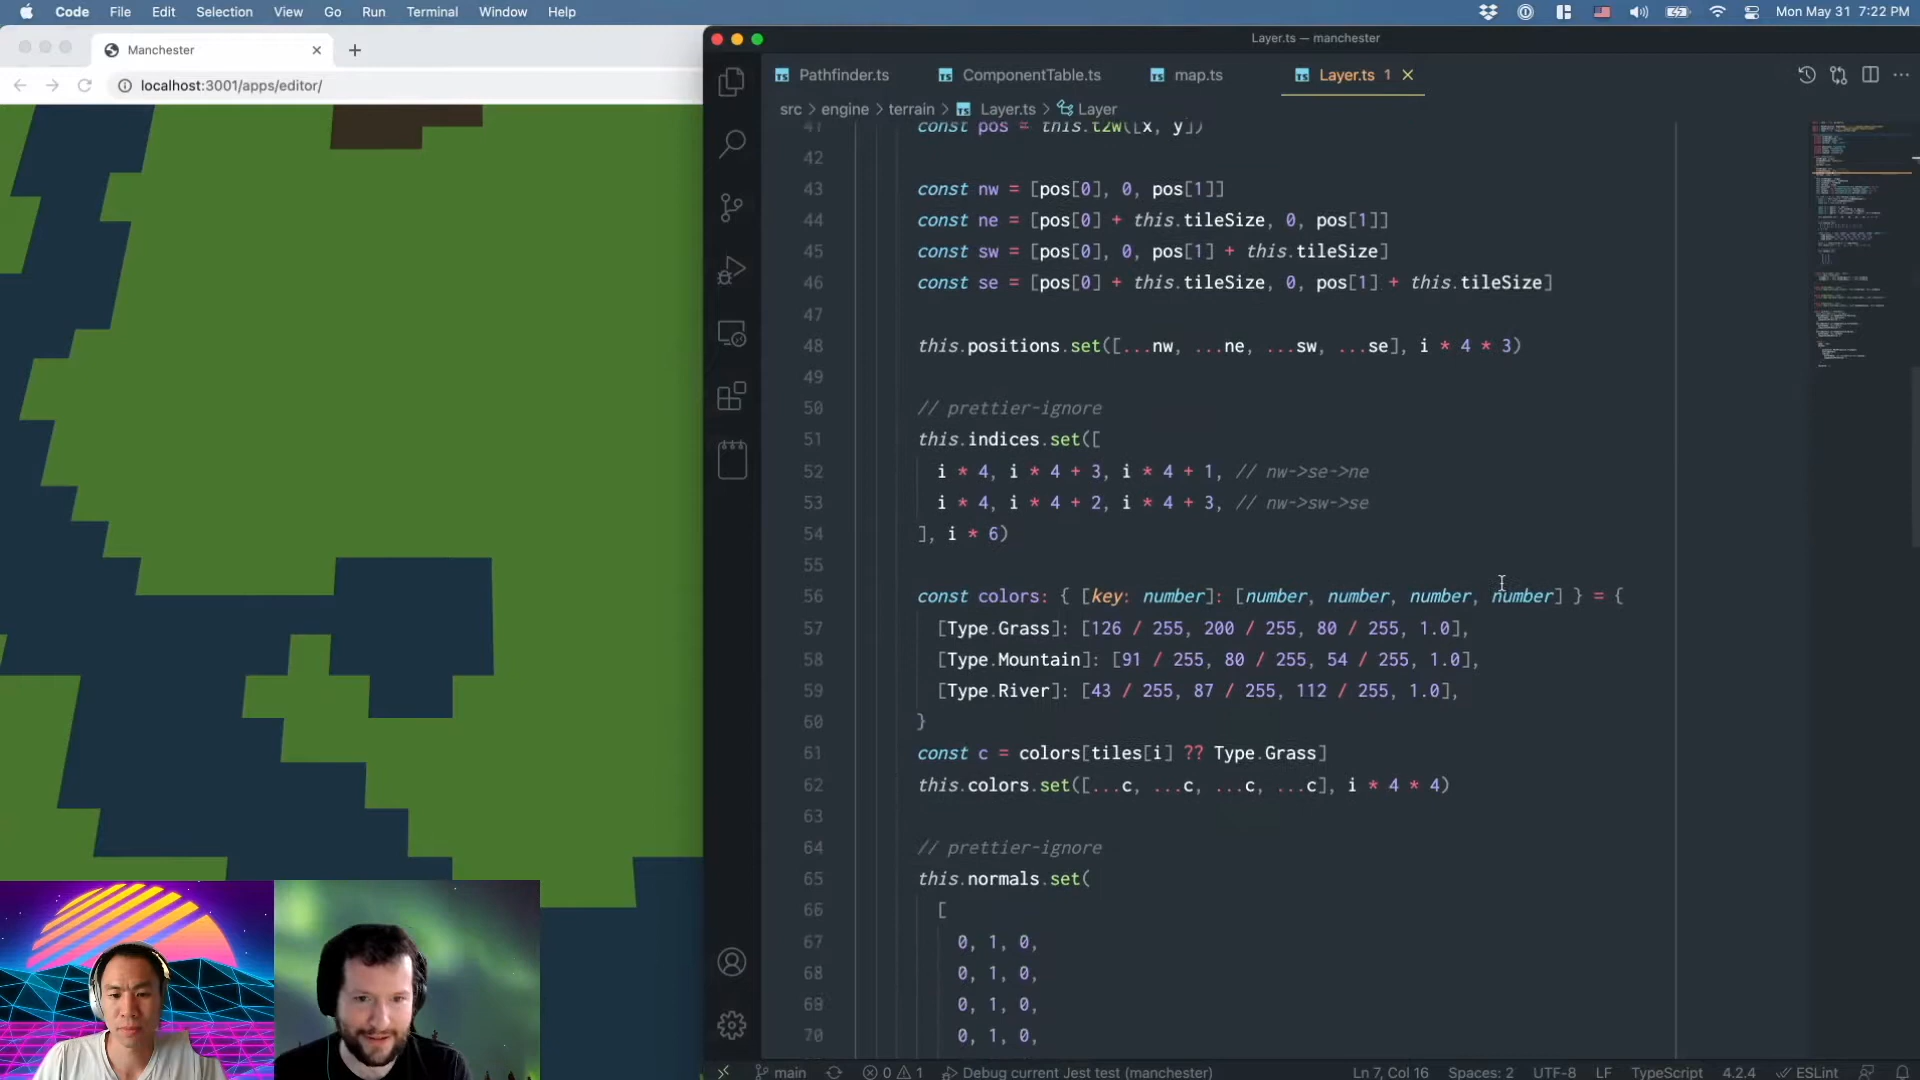 Code File Edit Selection View Go Run Terminal Window Help Mon May 31 7:22 PM
Manchester
localhost:3001/apps/editor/
Layer.ts — manchester
TS Pathfinder.ts TS ComponentTable.ts TS map.ts TS Layer.ts 1
src > engine > terrain > TS Layer.ts > Layer
41 const pos = this.t2w([x, y])
42
43 const nw = [pos[0], 0, pos[1]]
44 const ne = [pos[0] + this.tileSize, 0, pos[1]]
45 const sw = [pos[0], 0, pos[1] + this.tileSize]
46 const se = [pos[0] + this.tileSize, 0, pos[1] + this.tileSize]
47
48 this.positions.set([...nw, ...ne, ...sw, ...se], i * 4 * 3)
49
50 // prettier-ignore
51 this.indices.set([
52 i * 4, i * 4 + 3, i * 4 + 1, // nw->se->ne
53 i * 4, i * 4 + 2, i * 4 + 3, // nw->sw->se
54 ], i * 6)
55
56 const colors: { [key: number]: [number, number, number, number] } = {
57 [Type.Grass]: [126 / 255, 200 / 255, 80 / 255, 1.0],
58 [Type.Mountain]: [91 / 255, 80 / 255, 54 / 255, 1.0],
59 [Type.River]: [43 / 255, 87 / 255, 112 / 255, 1.0],
60 }
61 const c = colors[tiles[i] ?? Type.Grass]
62 this.colors.set([...c, ...c, ...c, ...c], i * 4 * 4)
63
64 // prettier-ignore
65 this.normals.set(
66 [
67 0, 1, 0,
68 0, 1, 0,
69 0, 1, 0,
70 0, 1, 0,
main 0 1 Debug current Jest test (manchester) Ln 7, Col 16 Spaces: 2 UTF-8 LF TypeScript 4.2.4 ESLint